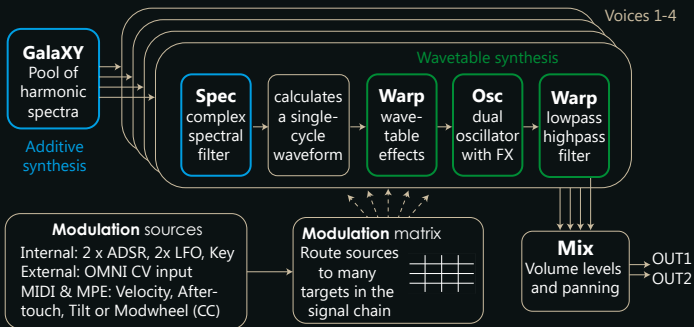 Voices 1-4
GalaXY
Pool of
harmonic
spectra
Additive
synthesis
Wavetable synthesis
Spec
complex
spectral
filter
calculates
a single-
cycle
waveform
Warp
wave-
table
effects
Osc
dual
oscillator
with FX
Warp
lowpass
highpass
filter
Modulation sources
Internal: 2 x ADSR, 2x LFO, Key
External: OMNI CV input
MIDI & MPE: Velocity, After-
touch, Tilt or Modwheel (CC)
Modulation matrix
Route sources
to many
targets in the
signal chain
Mix
Volume levels
and panning
OUT1
OUT2